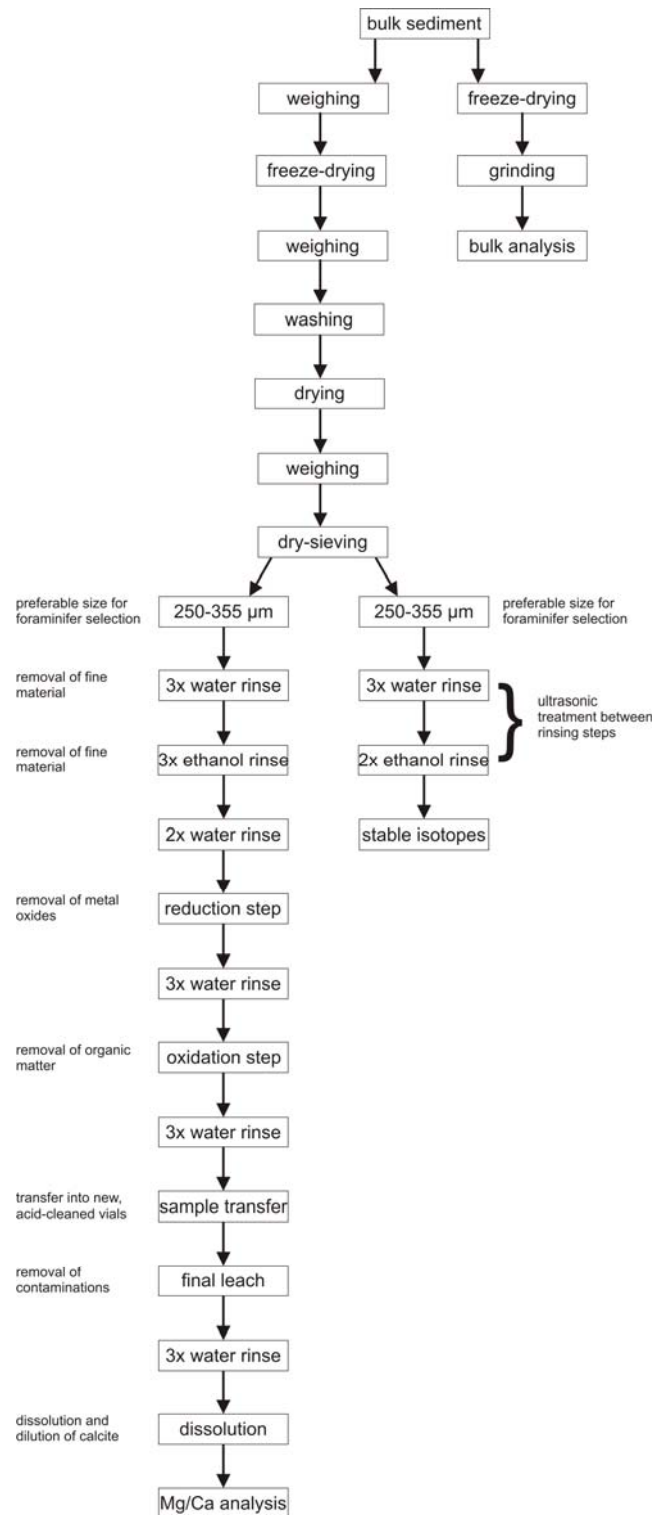 bulk sediment
weighing
freeze-drying
freeze-drying
grinding
weighing
bulk analysis
washing
drying
weighing
dry-sieving
preferable size for
foraminifer selection
250-355 µm
250-355 µm
preferable size for
foraminifer selection
removal of fine
material
3x water rinse
3x water rinse
ultrasonic
treatment between
rinsing steps
removal of fine
material
3x ethanol rinse
2x ethanol rinse
2x water rinse
stable isotopes
removal of metal
oxides
reduction step
3x water rinse
removal of organic
matter
oxidation step
3x water rinse
transfer into new,
acid-cleaned vials
sample transfer
removal of
contaminations
final leach
3x water rinse
dissolution and
dilution of calcite
dissolution
Mg/Ca analysis